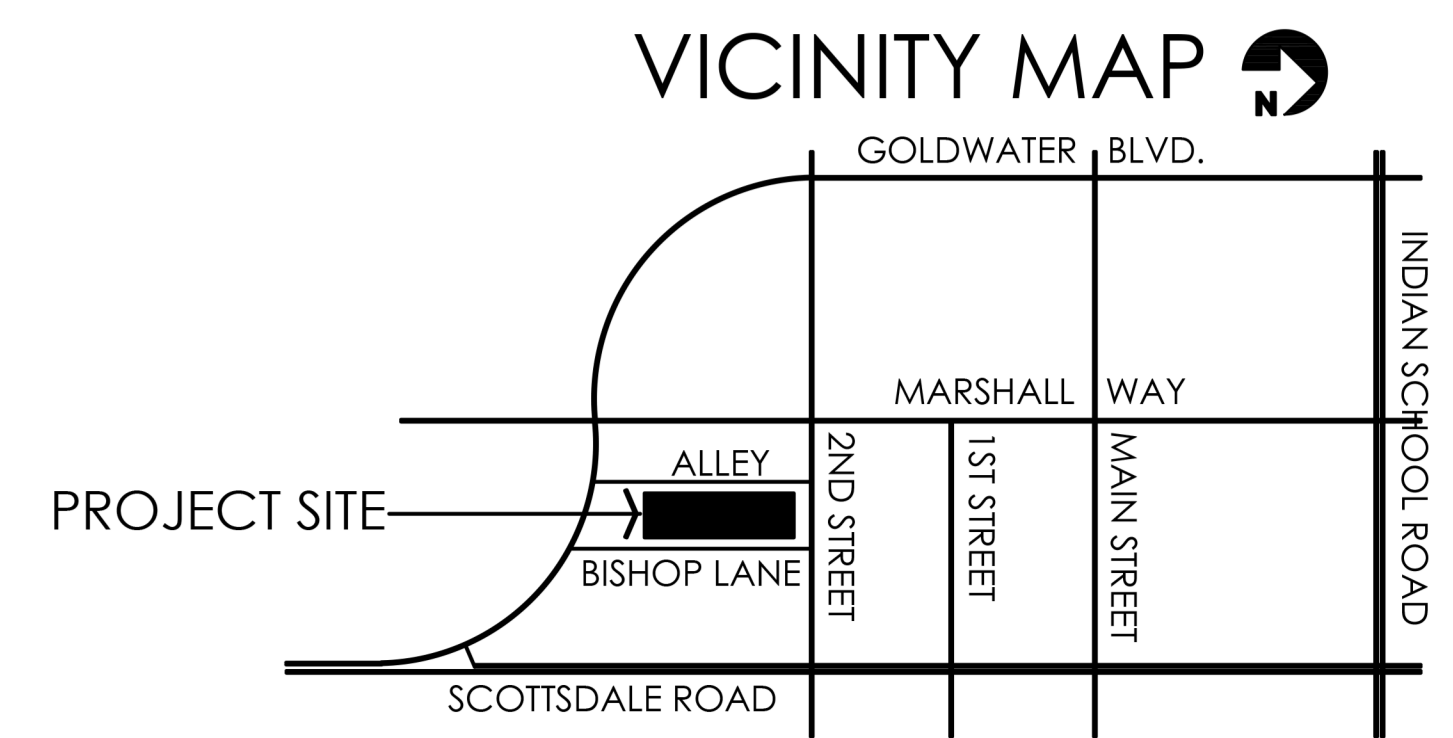 VICINITY MAP
N
GOLDWATER BLVD.
INDIAN SCHOOL ROAD
MARSHALL WAY
2ND STREET
1ST STREET
MAIN STREET
ALLEY
PROJECT SITE
BISHOP LANE
SCOTTSDALE ROAD